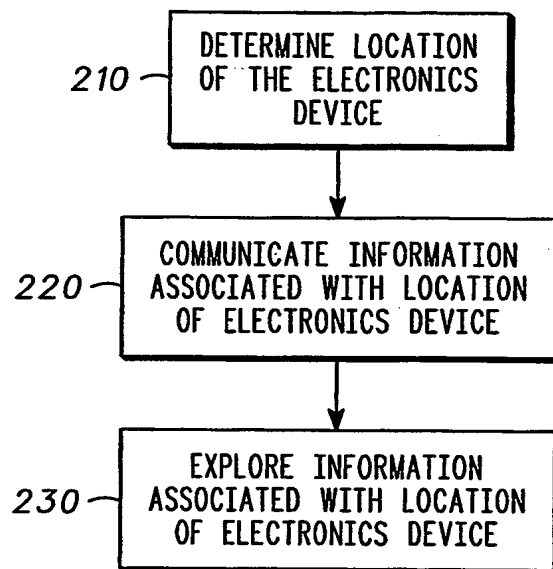 DETERMINE LOCATION
210
OF THE ELECTRONICS
DEVICE
COMMUNICATE INFORMATION
220
ASSOCIATED WITH LOCATION
OF ELECTRONICS DEVICE
EXPLORE INFORMATION
230
ASSOCIATED WITH LOCATION
OF ELECTRONICS DEVICE